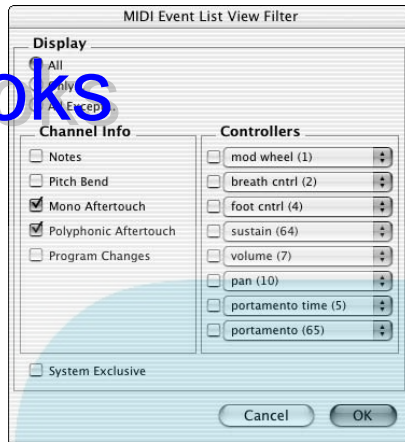 MIDI Event List View Filter
Display
All
Only
All Except...
oks
Channel Info
Controllers
Notes
mod wheel (1)
Pitch Bend
breath cntrl (2)
Mono Aftertouch
foot cntrl (4)
Polyphonic Aftertouch
sustain (64)
Program Changes
volume (7)
pan (10)
portamento time (5)
portamento (65)
System Exclusive
Cancel
OK